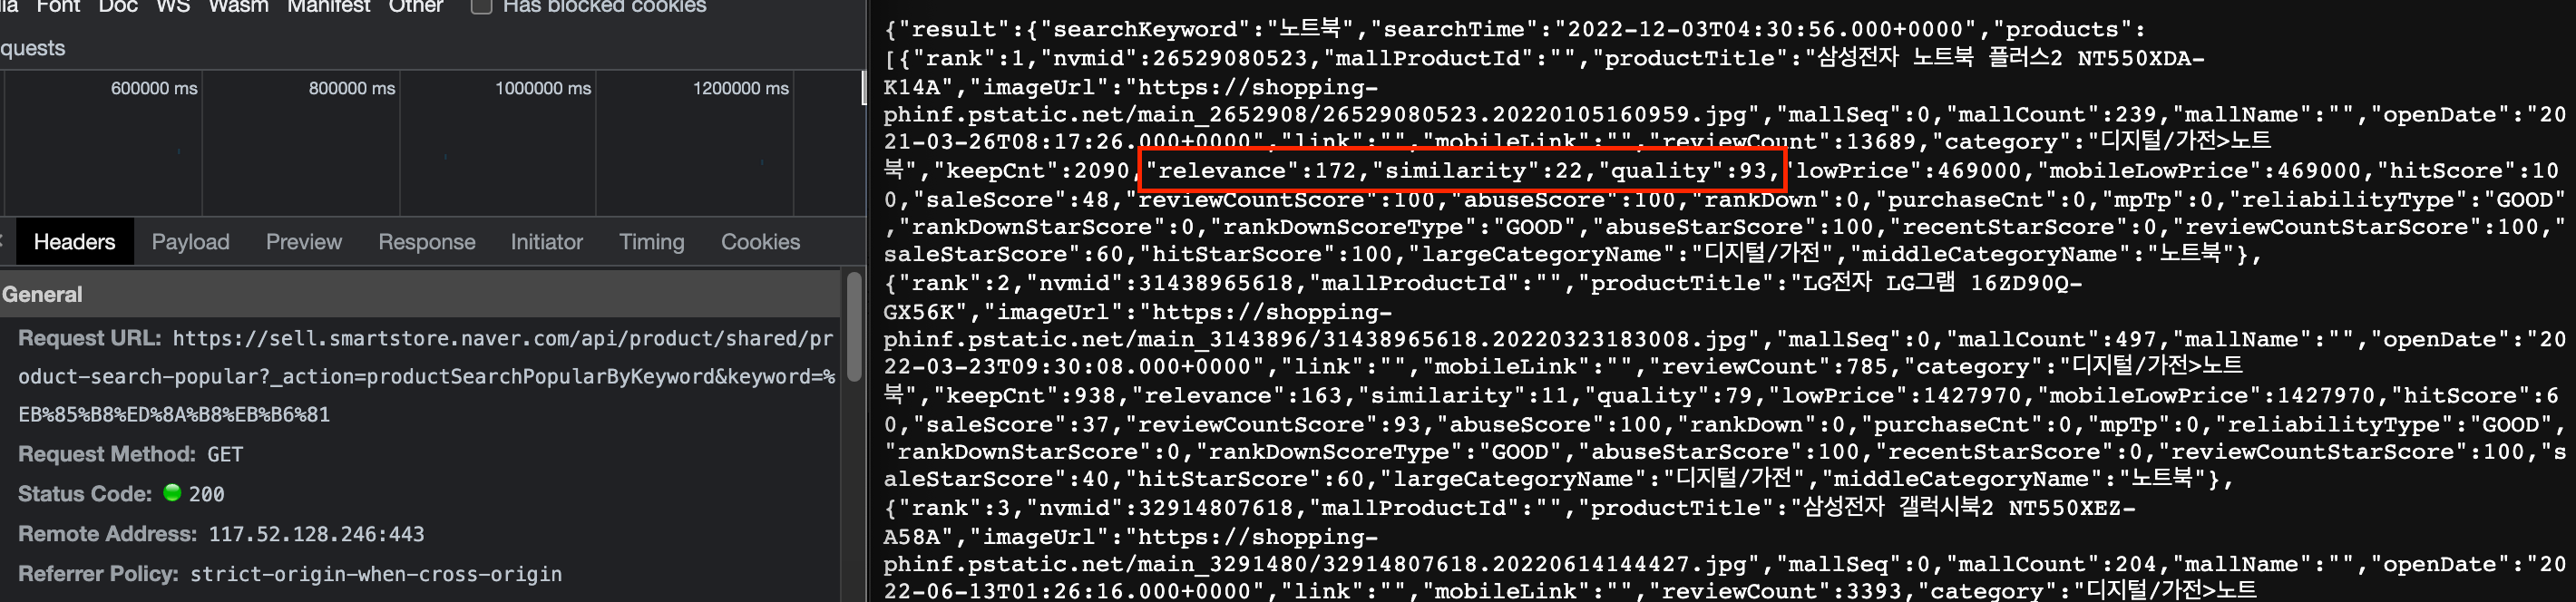 Font Doc WS Wasm Manifest Other Has blocked cookies
quests
600000 ms 800000 ms 1000000 ms 1200000 ms
Headers Payload Preview Response Initiator Timing Cookies
General
Request URL: https://sell.smartstore.naver.com/api/product/shared/pr
oduct-search-popular?_action=productSearchPopularByKeyword&keyword=%
EB%85%B8%ED%8A%B8%EB%B6%81
Request Method: GET
Status Code: 200
Remote Address: 117.52.128.246:443
Referrer Policy: strict-origin-when-cross-origin
{"result":{"searchKeyword":"노트북","searchTime":"2022-12-03T04:30:56.000+0000","products":
[{"rank":1,"nvmid":26529080523,"mallProductId":"","productTitle":"삼성전자 노트북 플러스2 NT550XDA-
K14A","imageUrl":"https://shopping-
phinf.pstatic.net/main_2652908/26529080523.20220105160959.jpg","mallSeq":0,"mallCount":239,"mallName":"","openDate":"20
21-03-26T08:17:26.000+0000","link":"","mobileLink":"","reviewCount":13689,"category":"디지털/가전>노트
북","keepCnt":2090,"relevance":172,"similarity":22,"quality":93,"lowPrice":469000,"mobileLowPrice":469000,"hitScore":10
0,"saleScore":48,"reviewCountScore":100,"abuseScore":100,"rankDown":0,"purchaseCnt":0,"mpTp":0,"reliabilityType":"GOOD"
,"rankDownStarScore":0,"rankDownScoreType":"GOOD","abuseStarScore":100,"recentStarScore":0,"reviewCountStarScore":100,"
saleStarScore":60,"hitStarScore":100,"largeCategoryName":"디지털/가전","middleCategoryName":"노트북"},
{"rank":2,"nvmid":31438965618,"mallProductId":"","productTitle":"LG전자 LG그램 16ZD90Q-
GX56K","imageUrl":"https://shopping-
phinf.pstatic.net/main_3143896/31438965618.20220323183008.jpg","mallSeq":0,"mallCount":497,"mallName":"","openDate":"20
22-03-23T09:30:08.000+0000","link":"","mobileLink":"","reviewCount":785,"category":"디지털/가전>노트
북","keepCnt":938,"relevance":163,"similarity":11,"quality":79,"lowPrice":1427970,"mobileLowPrice":1427970,"hitScore":6
0,"saleScore":37,"reviewCountScore":93,"abuseScore":100,"rankDown":0,"purchaseCnt":0,"mpTp":0,"reliabilityType":"GOOD",
"rankDownStarScore":0,"rankDownScoreType":"GOOD","abuseStarScore":100,"recentStarScore":0,"reviewCountStarScore":100,"s
aleStarScore":40,"hitStarScore":60,"largeCategoryName":"디지털/가전","middleCategoryName":"노트북"},
{"rank":3,"nvmid":32914807618,"mallProductId":"","productTitle":"삼성전자 갤럭시북2 NT550XEZ-
A58A","imageUrl":"https://shopping-
phinf.pstatic.net/main_3291480/32914807618.20220614144427.jpg","mallSeq":0,"mallCount":204,"mallName":"","openDate":"20
22-06-13T01:26:16.000+0000","link":"","mobileLink":"","reviewCount":3393,"category":"디지털/가전>노트